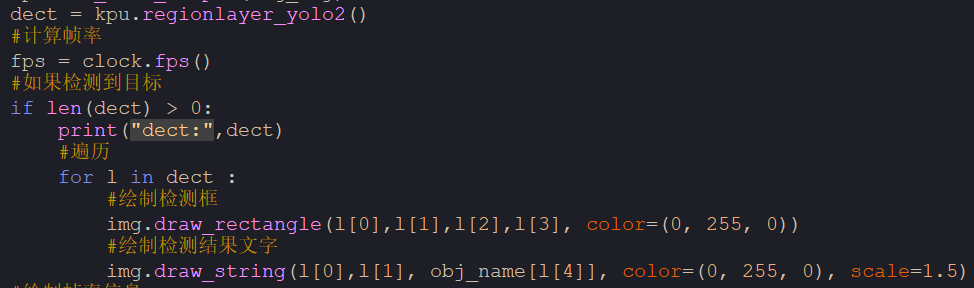 dect = kpu.regionlayer_yolo2()
#计算帧率
fps = clock.fps()
#如果检测到目标
if len(dect) > 0:
    print("dect:",dect)
    #遍历
    for l in dect :
        #绘制检测框
        img.draw_rectangle(l[0],l[1],l[2],l[3], color=(0, 255, 0))
        #绘制检测结果文字
        img.draw_string(l[0],l[1], obj_name[l[4]], color=(0, 255, 0), scale=1.5)